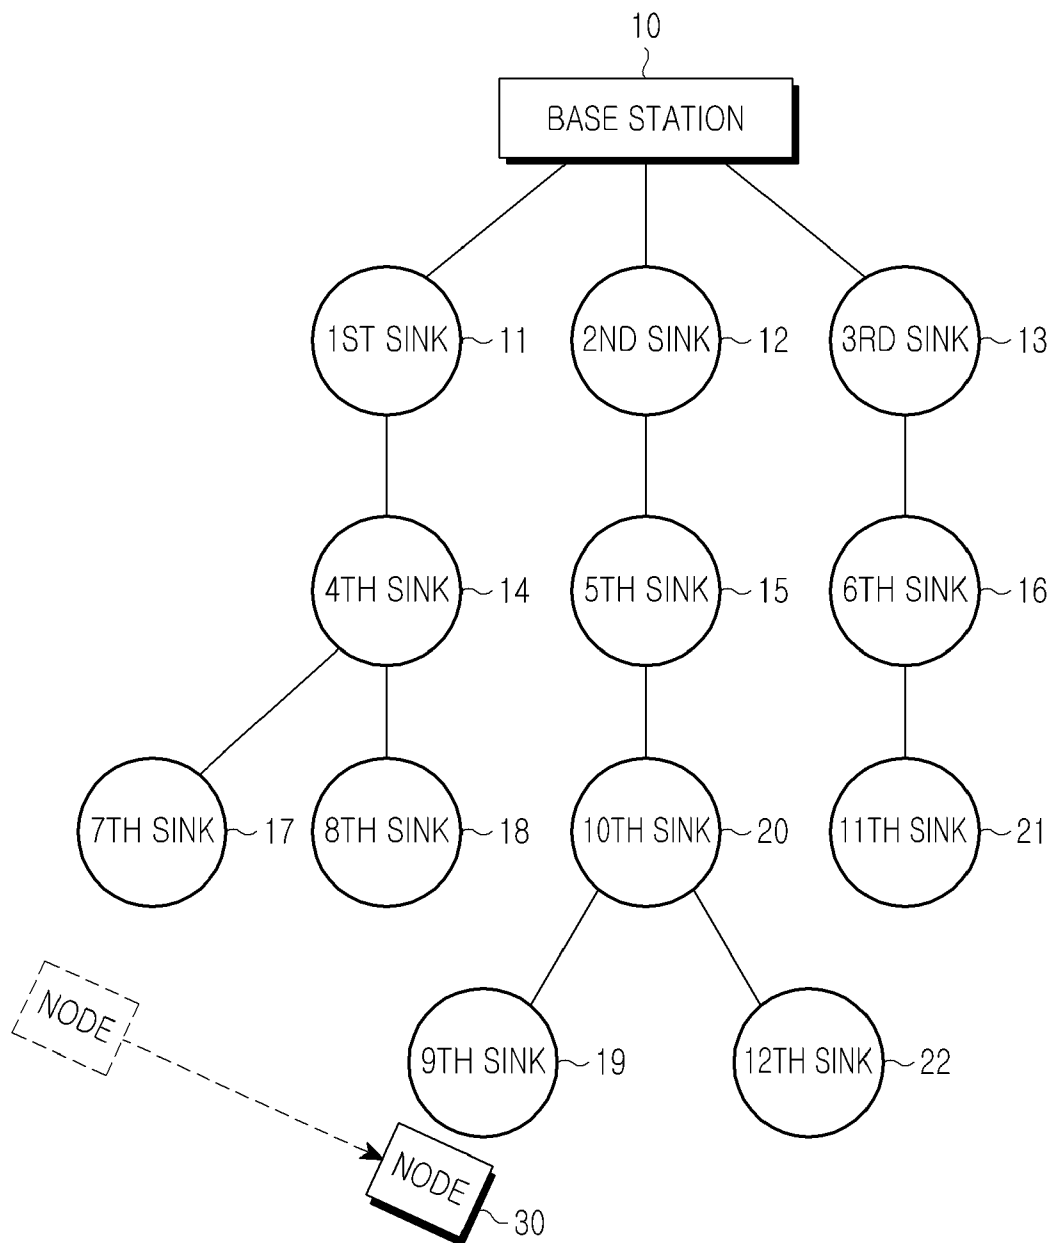 10
BASE STATION
1ST SINK 11
2ND SINK 12
3RD SINK 13
4TH SINK 14
5TH SINK 15
6TH SINK 16
7TH SINK 17
8TH SINK 18
10TH SINK 20
11TH SINK 21
NODE
9TH SINK 19
12TH SINK 22
NODE
30